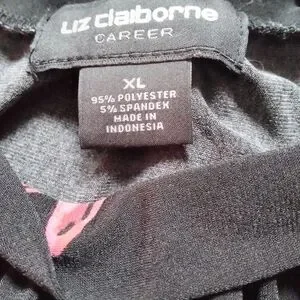 liz claiborne
CAREER
XL
95% POLYESTER
5% SPANDEX
MADE IN
INDONESIA